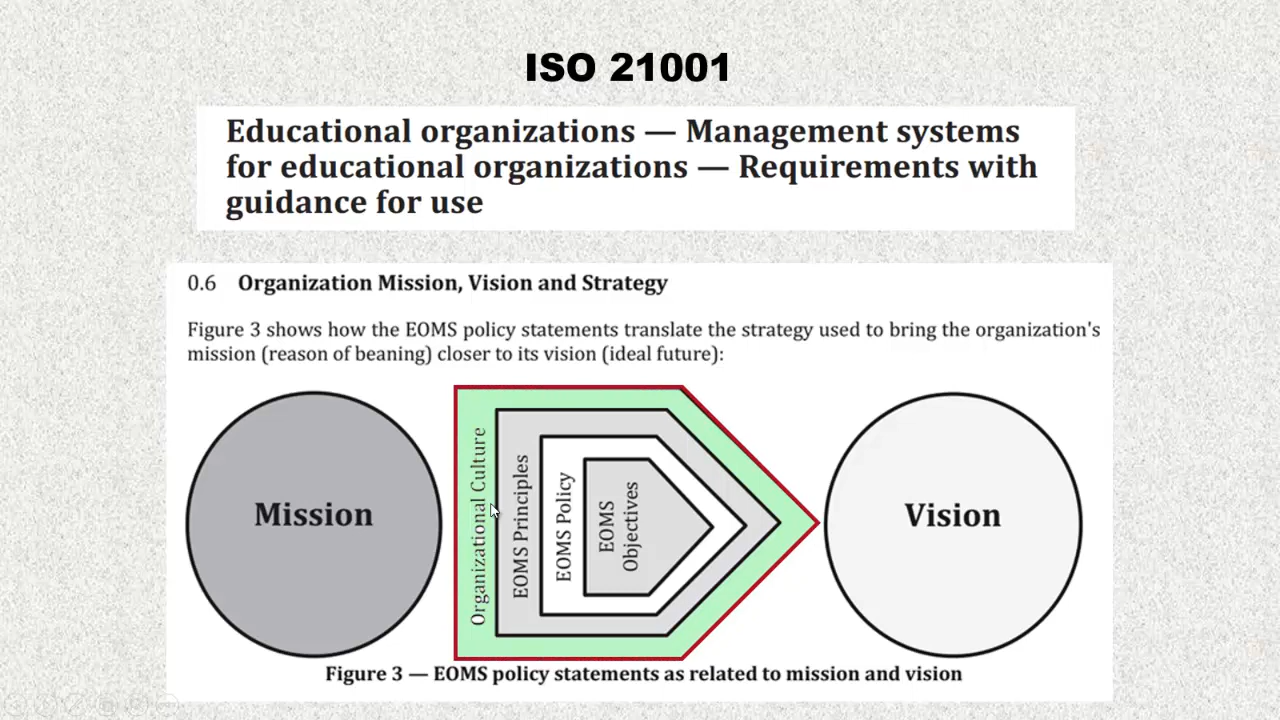 ISO 21001
Educational organizations — Management systems
for educational organizations — Requirements with
guidance for use
0.6 Organization Mission, Vision and Strategy
Figure 3 shows how the EOMS policy statements translate the strategy used to bring the organization's
mission (reason of beaning) closer to its vision (ideal future):
Mission
Organizational Culture
EOMS Principles
EOMS Policy
EOMS
Objectives
Vision
Figure 3 — EOMS policy statements as related to mission and vision